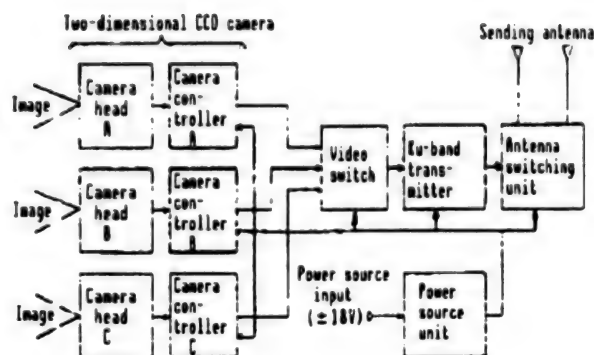 Two-dimensional CCD camera
Sending antenna
Image
Camera
head
A
Camera
con-
troller
A
Video
switch
Ku-band
trans-
mitter
Antenna
switching
unit
Image
Camera
head
B
Camera
con-
troller
B
Image
Camera
head
C
Camera
con-
troller
C
Power source
input
(±18V)
Power
source
unit